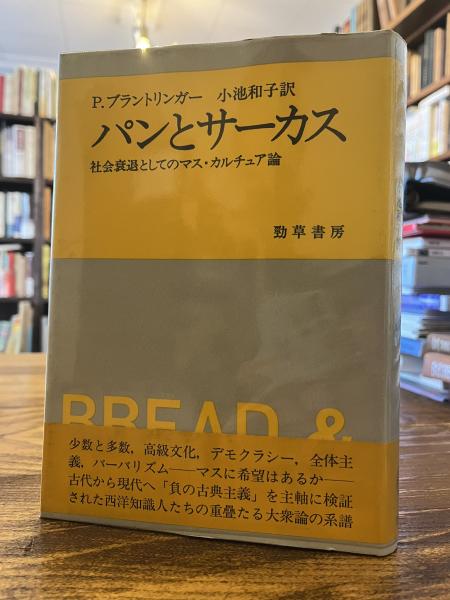 P.ブラントリンガー 小池和子訳
パンとサーカス
社会衰退としてのマス・カルチュア論
勁草書房
BREAD &
少数と多数，高級文化，デモクラシー，全体主
義，バーバリズム——マスに希望はあるか——
古代から現代へ「負の古典主義」を主軸に検証
された西洋知識人たちの重畳たる大衆論の系譜